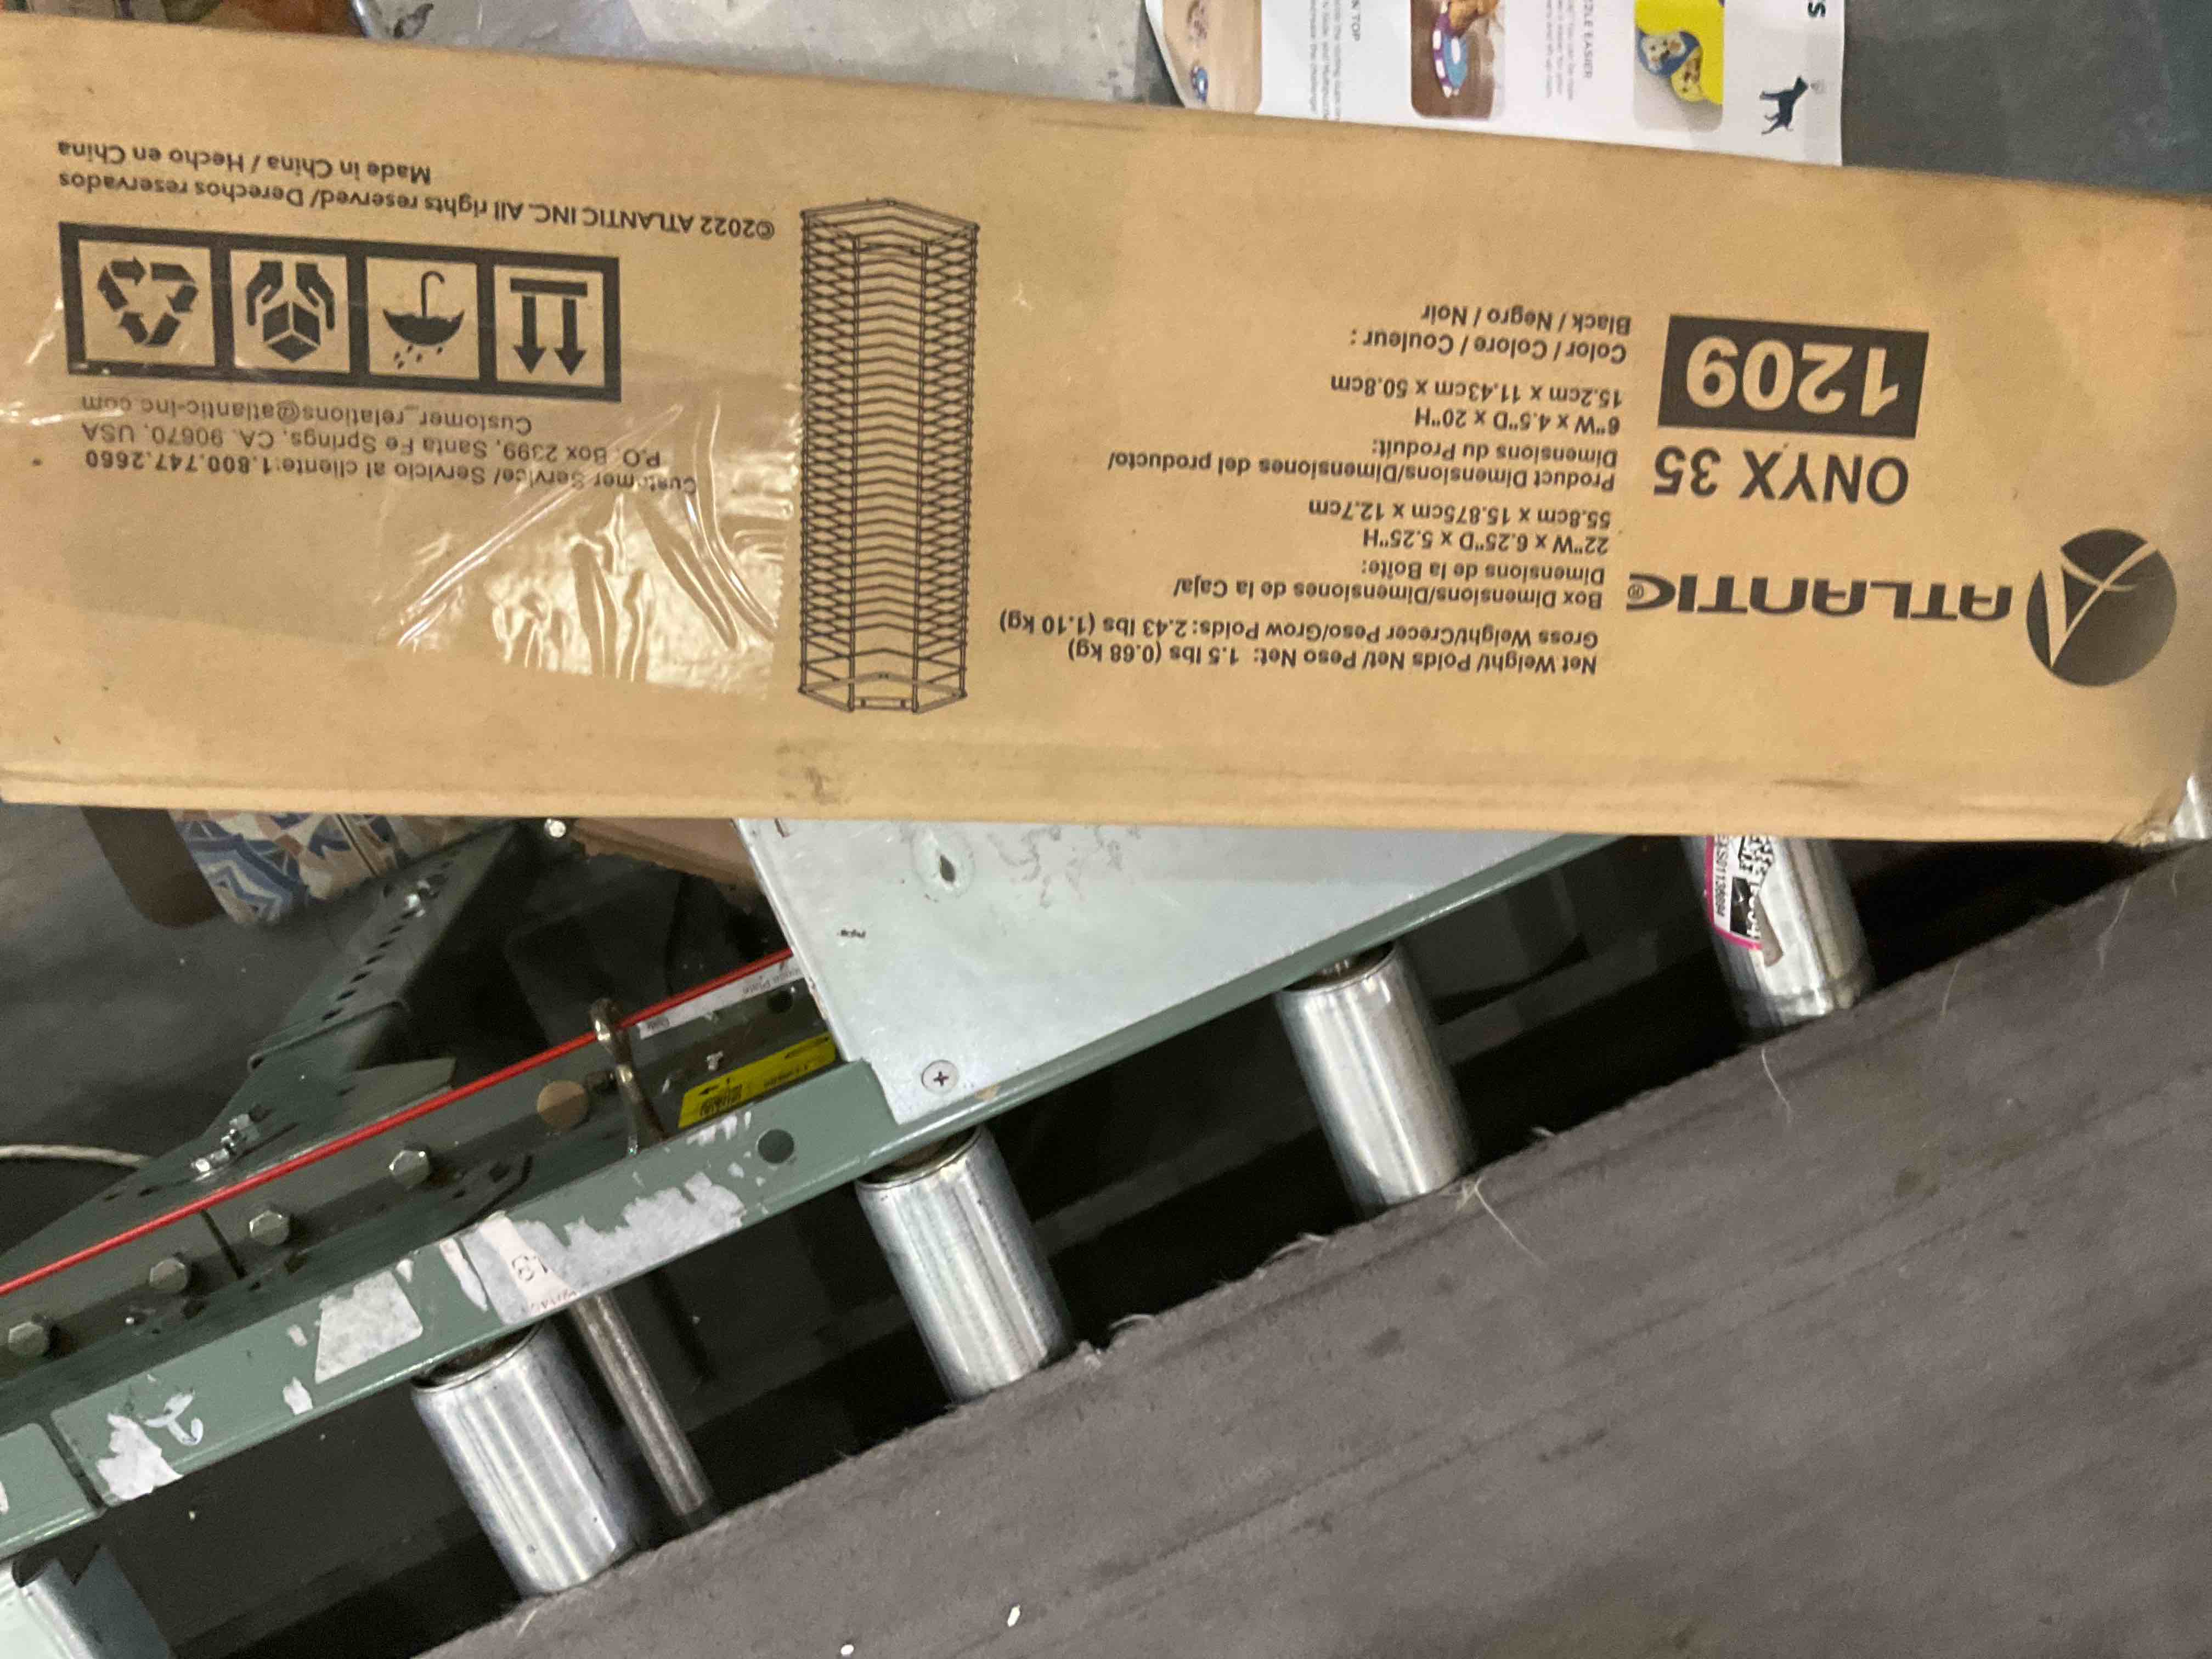 ATLANTIC®
ONYX 35
1209
Net Weight/ Poids Net/ Peso Net: 1.5 lbs (0.68 kg)
Gross Weight/Crecer Peso/Grow Poids: 2.43 lbs (1.10 kg)
Box Dimensions/Dimensiones de la Caja/
Dimensions de la Boîte:
22"W x 6.25"D x 5.25"H
55.8cm x 15.875cm x 12.7cm
Product Dimensions/Dimensiones del producto/
Dimensions du Produit:
6"W x 4.5"D x 20"H
15.2cm x 11.43cm x 50.8cm
Color / Colore / Couleur :
Black / Negro / Noir
Customer Service/ Servicio al cliente:1.800.747.2660
P.O. Box 2399, Santa Fe Springs, CA. 90670, USA
Customer_relations@atlantic-inc.com
©2022 ATLANTIC INC. All rights reserved/ Derechos reservados
Made in China / Hecho en China
TOP
EASIER